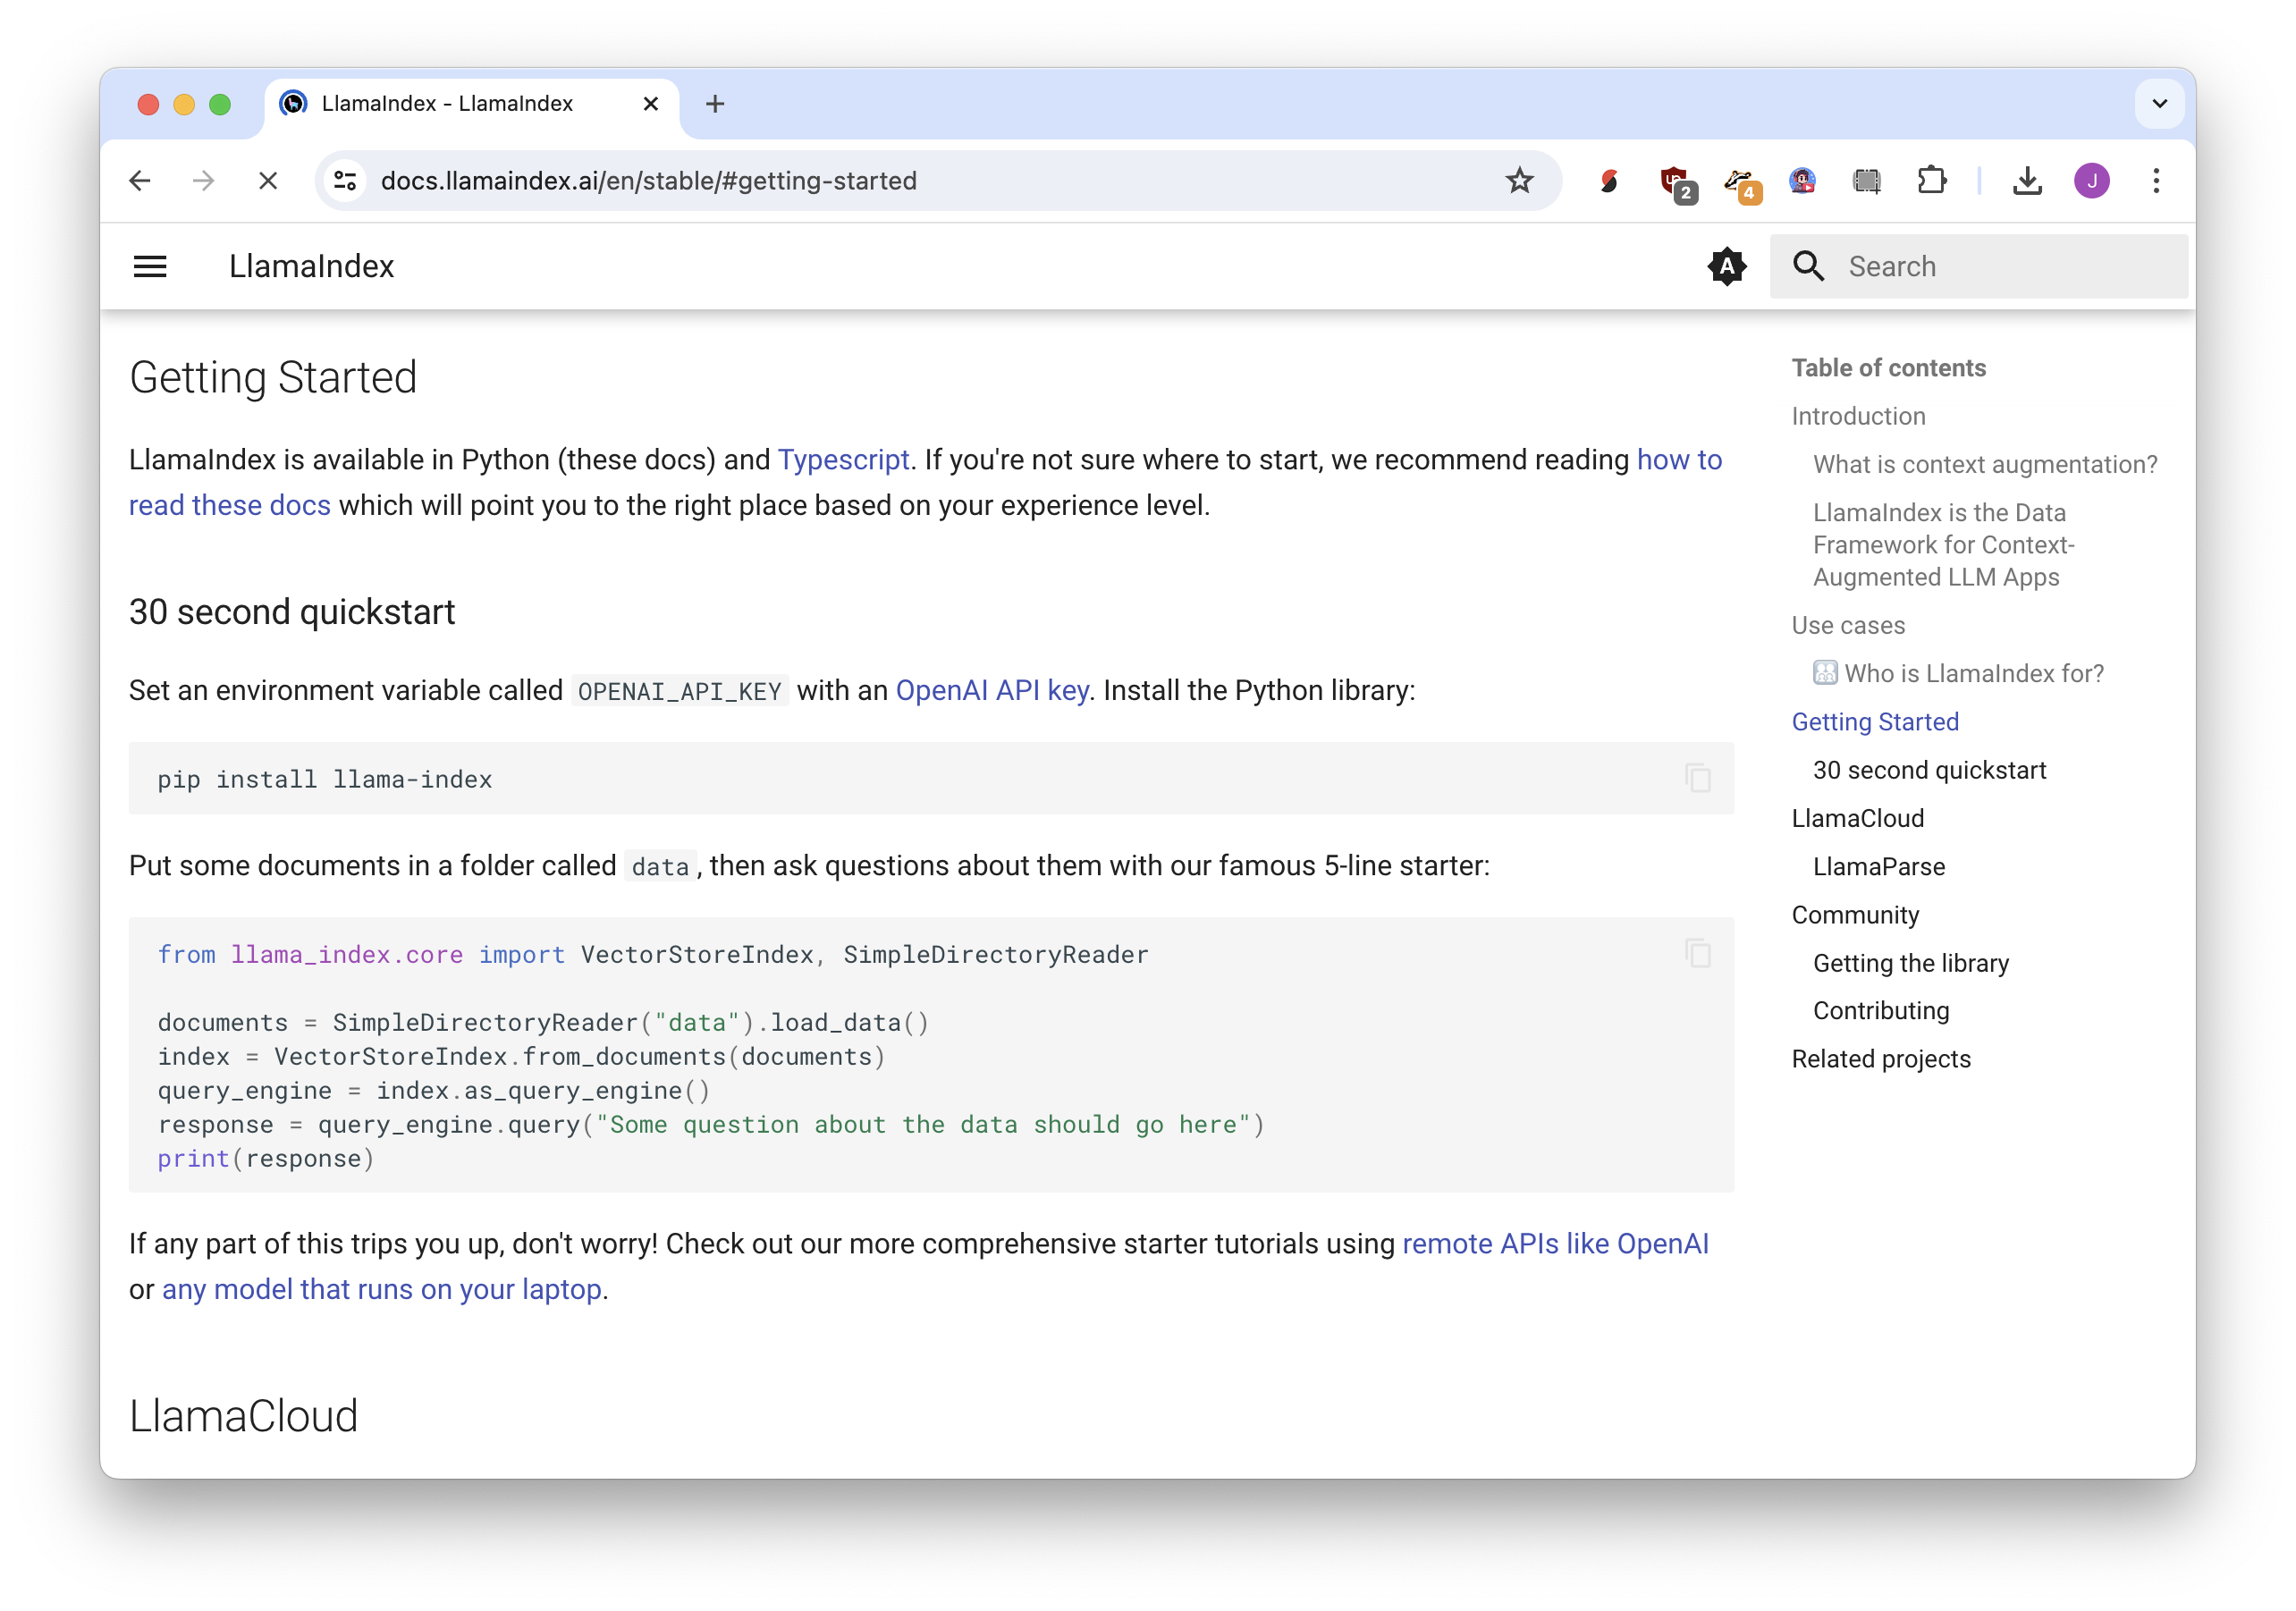 LlamaIndex - LlamaIndex
docs.llamaindex.ai/en/stable/#getting-started
2
4
J
LlamaIndex
A
Search
Getting Started
LlamaIndex is available in Python (these docs) and Typescript. If you're not sure where to start, we recommend reading how to
read these docs which will point you to the right place based on your experience level.
30 second quickstart
Set an environment variable called OPENAI_API_KEY with an OpenAI API key. Install the Python library:
pip install llama-index
Put some documents in a folder called data, then ask questions about them with our famous 5-line starter:
from llama_index.core import VectorStoreIndex, SimpleDirectoryReader
documents = SimpleDirectoryReader("data").load_data()
index = VectorStoreIndex.from_documents(documents)
query_engine = index.as_query_engine()
response = query_engine.query("Some question about the data should go here")
print(response)
If any part of this trips you up, don't worry! Check out our more comprehensive starter tutorials using remote APIs like OpenAI
or any model that runs on your laptop.
LlamaCloud
Table of contents
Introduction
What is context augmentation?
LlamaIndex is the Data
Framework for Context-
Augmented LLM Apps
Use cases
Who is LlamaIndex for?
Getting Started
30 second quickstart
LlamaCloud
LlamaParse
Community
Getting the library
Contributing
Related projects